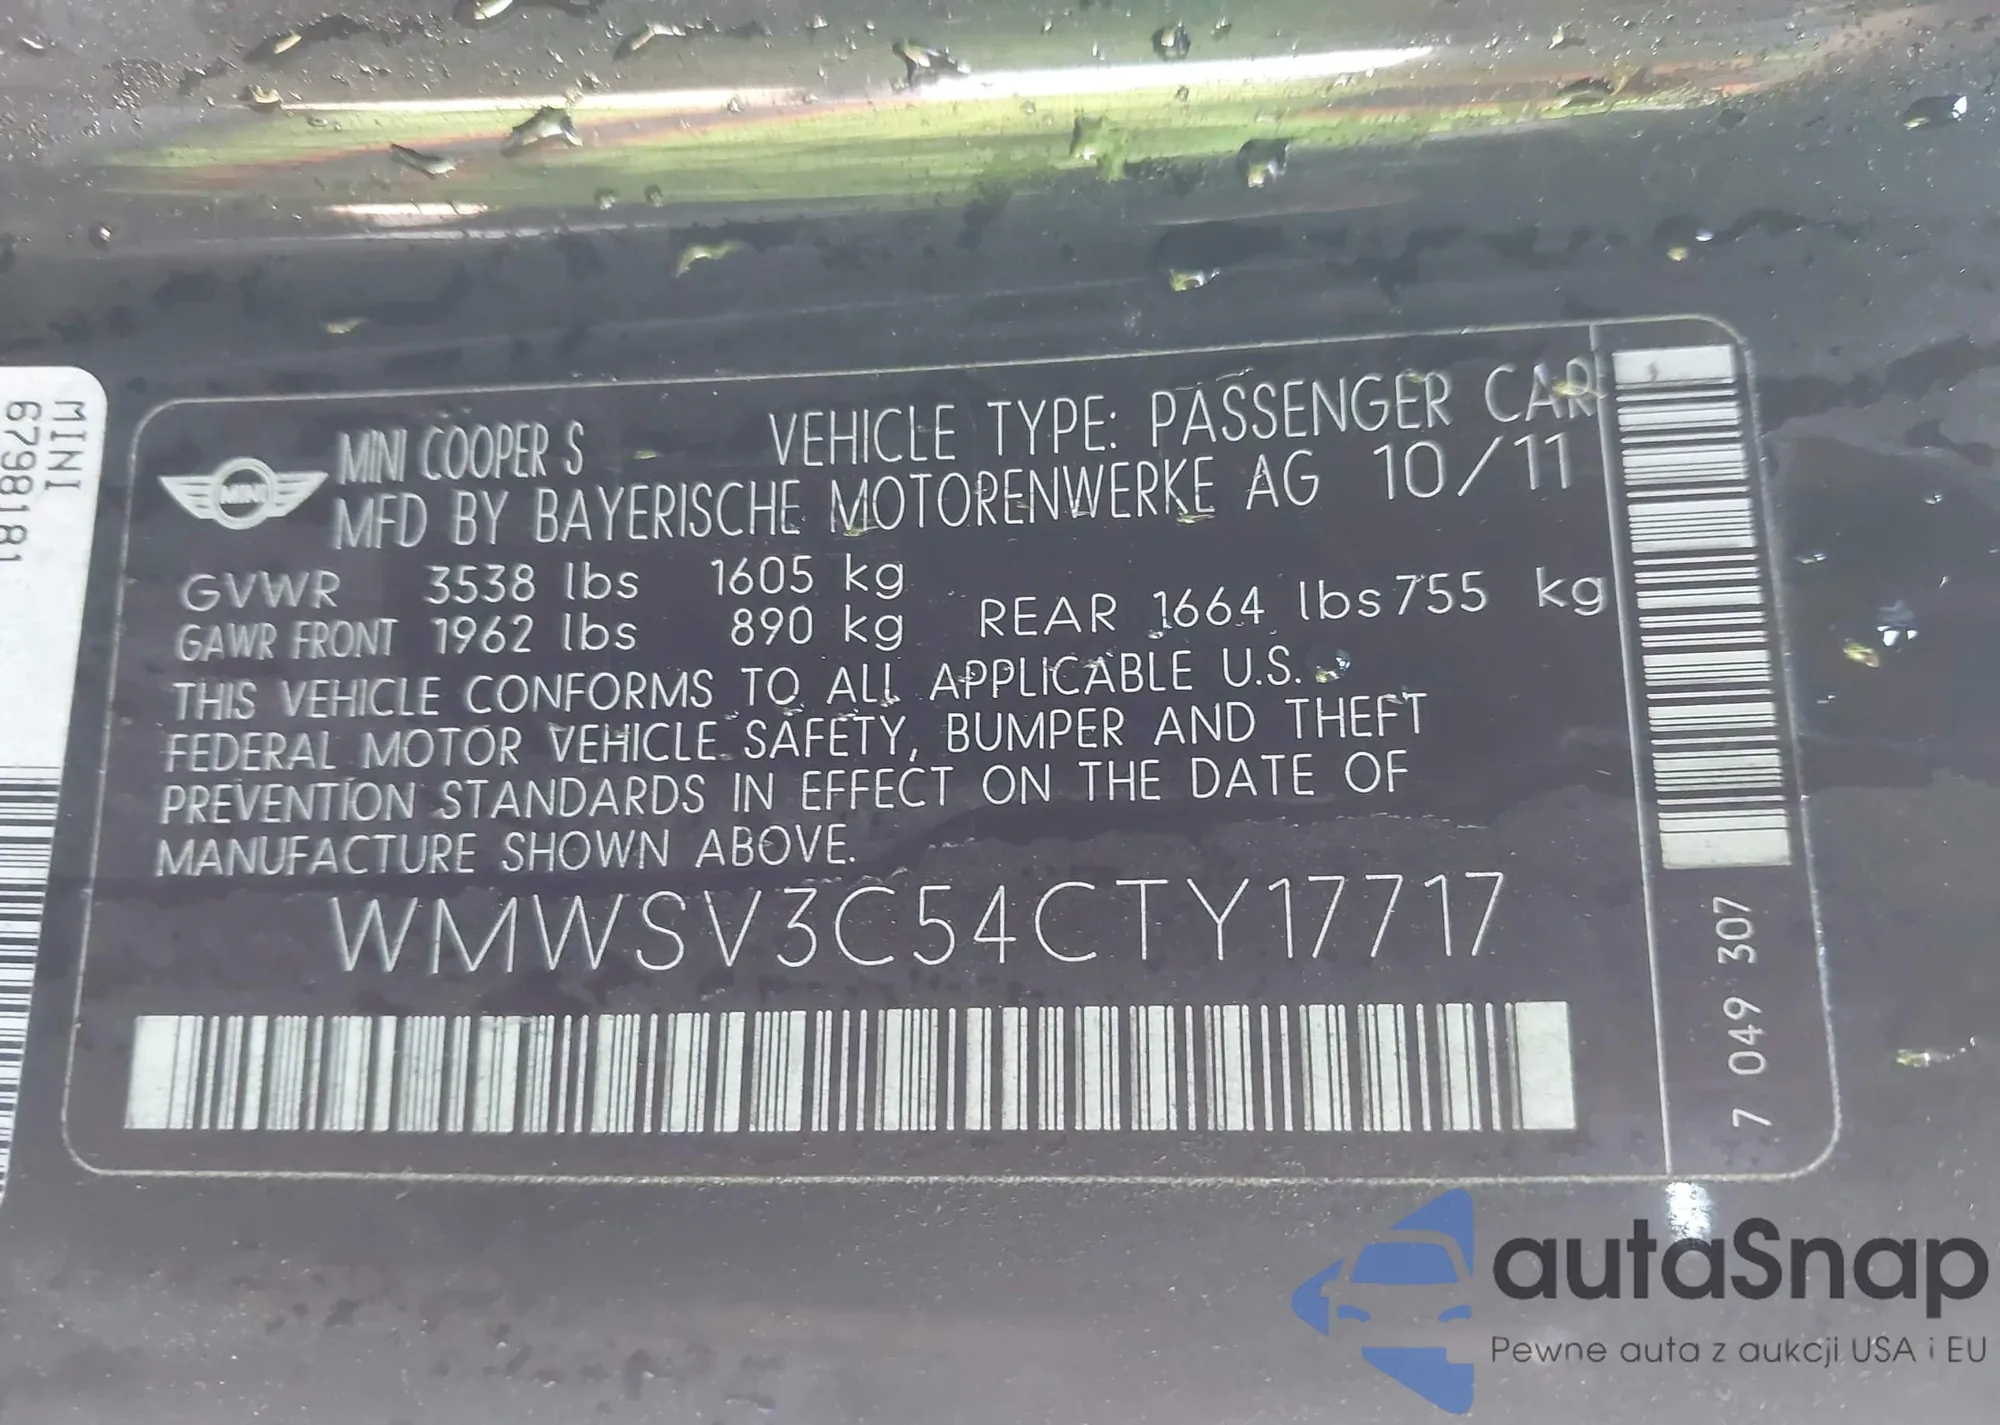 MINI
6798181
MINI
MINI COOPER S VEHICLE TYPE: PASSENGER CAR
MFD BY BAYERISCHE MOTORENWERKE AG 10/11
GVWR 3538 lbs 1605 kg
GAWR FRONT 1962 lbs 890 kg REAR 1664 lbs 755 kg
THIS VEHICLE CONFORMS TO ALL APPLICABLE U.S.
FEDERAL MOTOR VEHICLE SAFETY, BUMPER AND THEFT
PREVENTION STANDARDS IN EFFECT ON THE DATE OF
MANUFACTURE SHOWN ABOVE.
WMWSV3C54CTY17717
7 049 307
autaSnap
Pewne auta z aukcji USA i EU